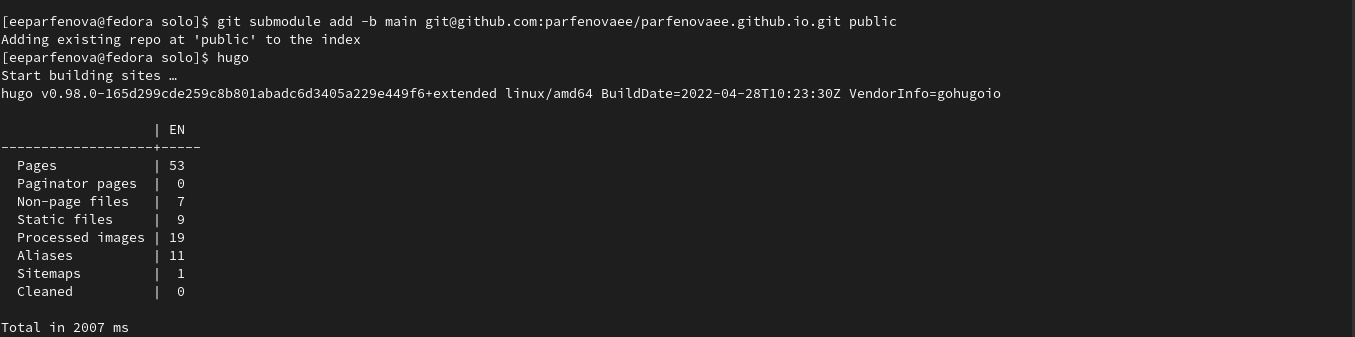 [eeparfenova@fedora solo]$ git submodule add -b main git@github.com:parfenovaee/parfenovaee.github.io.git public
Adding existing repo at 'public' to the index
[eeparfenova@fedora solo]$ hugo
Start building sites …
hugo v0.98.0-165d299cde259c8b801abadc6d3405a229e449f6+extended linux/amd64 BuildDate=2022-04-28T10:23:30Z VendorInfo=gohugoio
                   | EN
-------------------+-----
  Pages            | 53
  Paginator pages  |  0
  Non-page files   |  7
  Static files     |  9
  Processed images | 19
  Aliases          | 11
  Sitemaps         |  1
  Cleaned          |  0
Total in 2007 ms